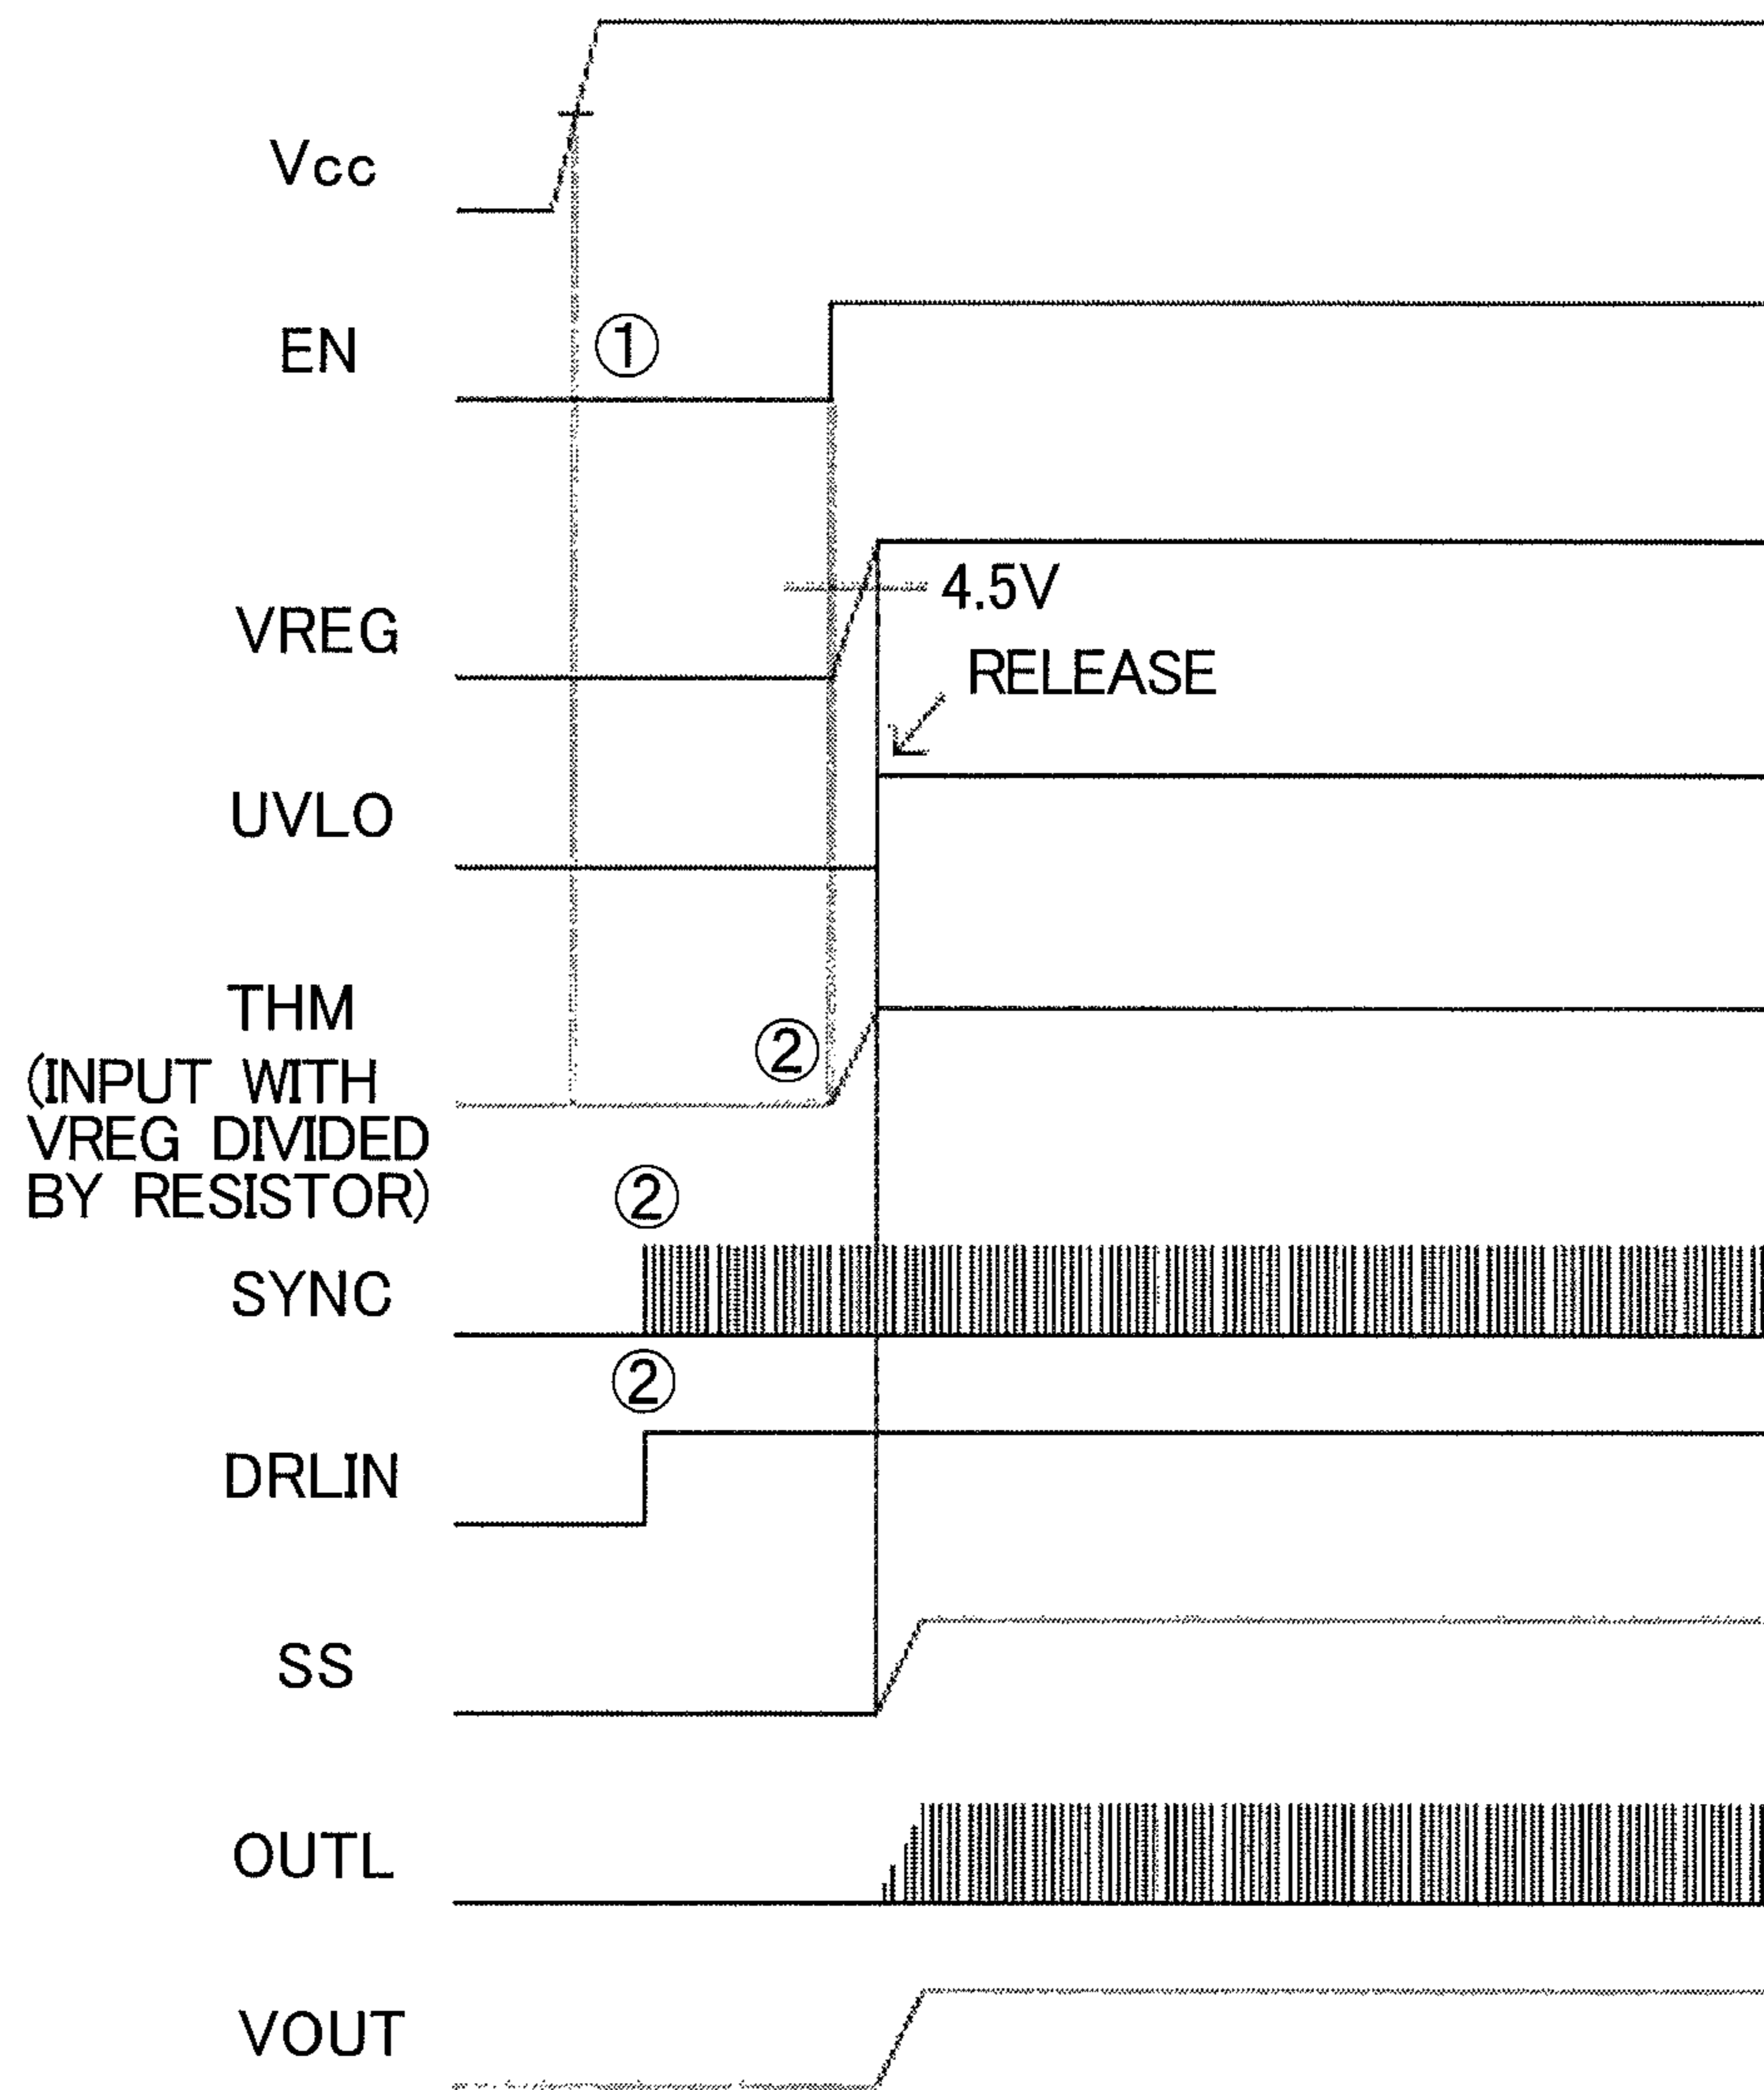 Vcc
EN
①
VREG
4.5V
RELEASE
UVLO
THM
(INPUT WITH
VREG DIVIDED
BY RESISTOR)
②
②
SYNC
②
DRLIN
SS
OUTL
VOUT